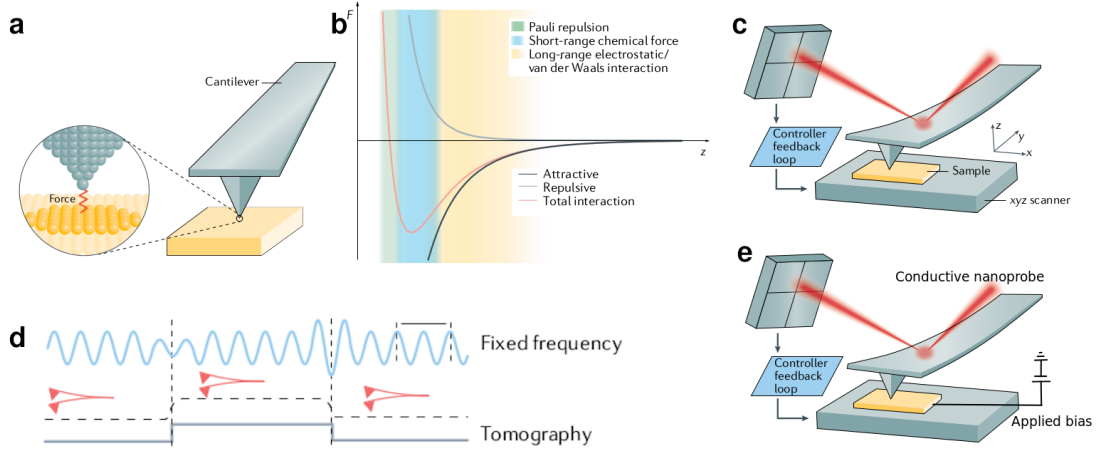 a
Cantilever
Force
b
F
Pauli repulsion
Short-range chemical force
Long-range electrostatic/
van der Waals interaction
z
Attractive
Repulsive
Total interaction
c
Controller
feedback
loop
z
y
x
Sample
xyz scanner
d
Fixed frequency
Tomography
e
Conductive nanoprobe
Controller
feedback
loop
Applied bias